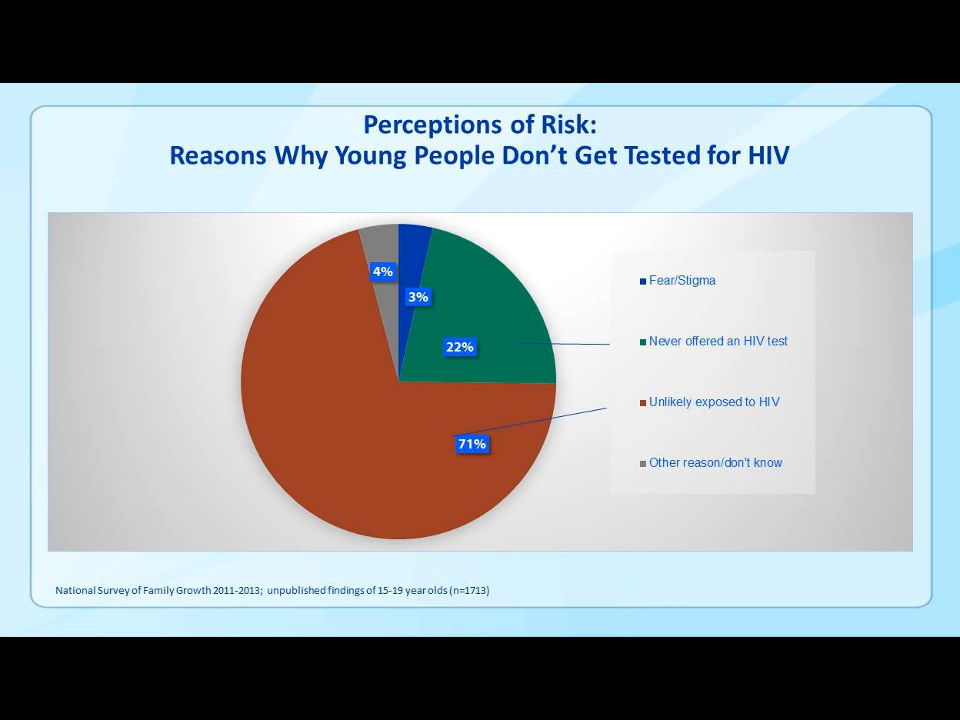 Perceptions of Risk:
Reasons Why Young People Don’t Get Tested for HIV
4%
3%
22%
71%
Fear/Stigma
Never offered an HIV test
Unlikely exposed to HIV
Other reason/don't know
National Survey of Family Growth 2011-2013; unpublished findings of 15-19 year olds (n=1713)